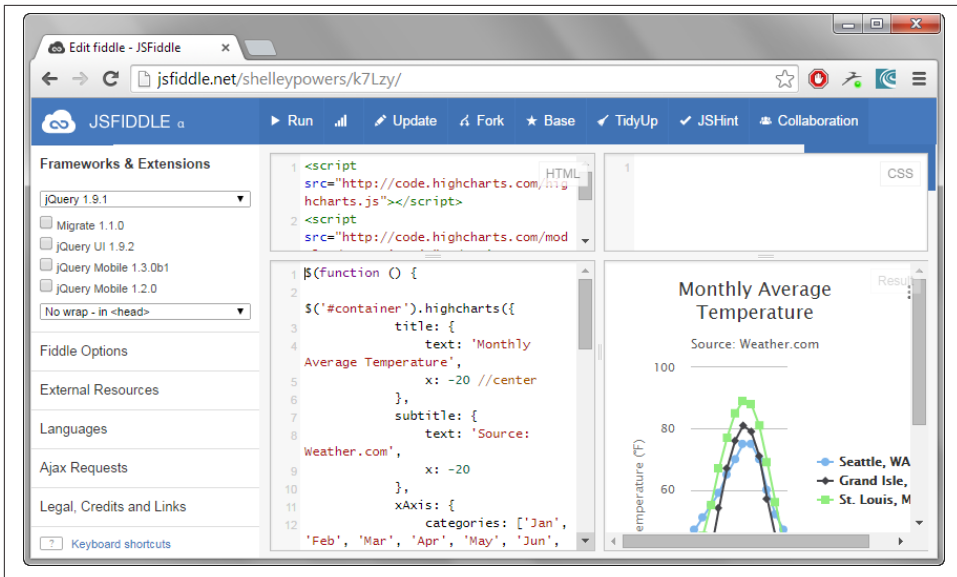 Edit fiddle - JSFiddle
jsfiddle.net/shelleypowers/k7Lzy/
JSFIDDLE α
Run
Update
Fork
Base
TidyUp
JSHint
Collaboration
Frameworks & Extensions
jQuery 1.9.1
Migrate 1.1.0
jQuery UI 1.9.2
jQuery Mobile 1.3.0b1
jQuery Mobile 1.2.0
No wrap - in <head>
Fiddle Options
External Resources
Languages
Ajax Requests
Legal, Credits and Links
? Keyboard shortcuts
HTML
1 <script
src="http://code.highcharts.com/hig
hcharts.js"></script>
2 <script
src="http://code.highcharts.com/mod
CSS
1
1 $(function () {
2
$('#container').highcharts({
3 title: {
4 text: 'Monthly
Average Temperature',
5 x: -20 //center
6 },
7 subtitle: {
8 text: 'Source:
Weather.com',
9 x: -20
10 },
11 xAxis: {
12 categories: ['Jan',
'Feb', 'Mar', 'Apr', 'May', 'Jun',
Result
Monthly Average
Temperature
Source: Weather.com
100
80
60
emperature (°F)
Seattle, WA
Grand Isle,
St. Louis, M